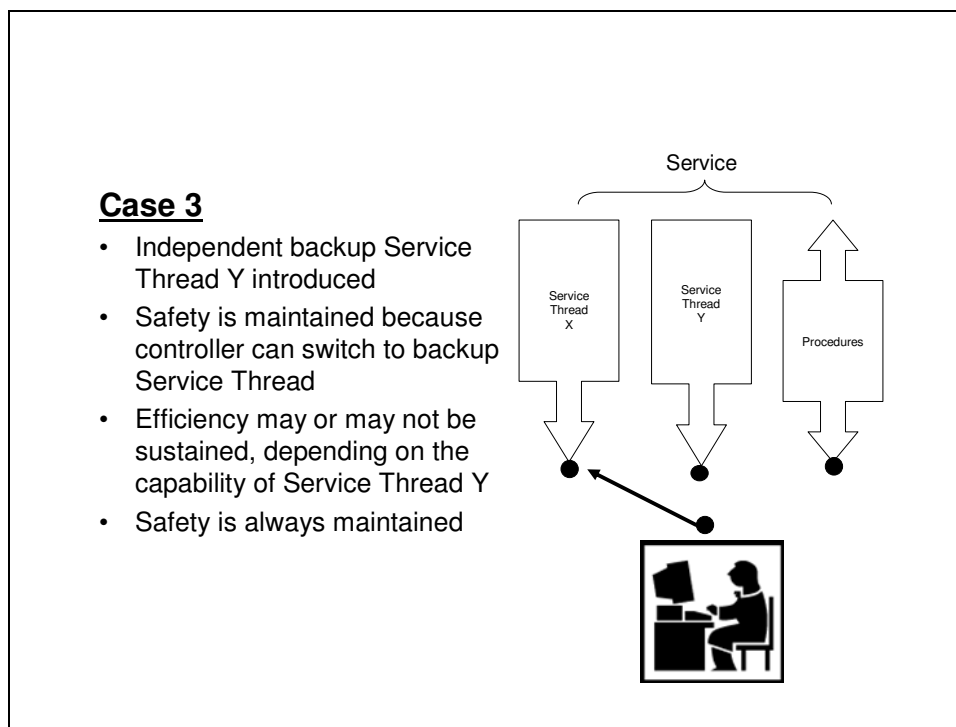 Case 3
• Independent backup Service
Thread Y introduced
• Safety is maintained because
controller can switch to backup
Service Thread
• Efficiency may or may not be
sustained, depending on the
capability of Service Thread Y
• Safety is always maintained
Service
Service
Thread
X
Service
Thread
Y
Procedures